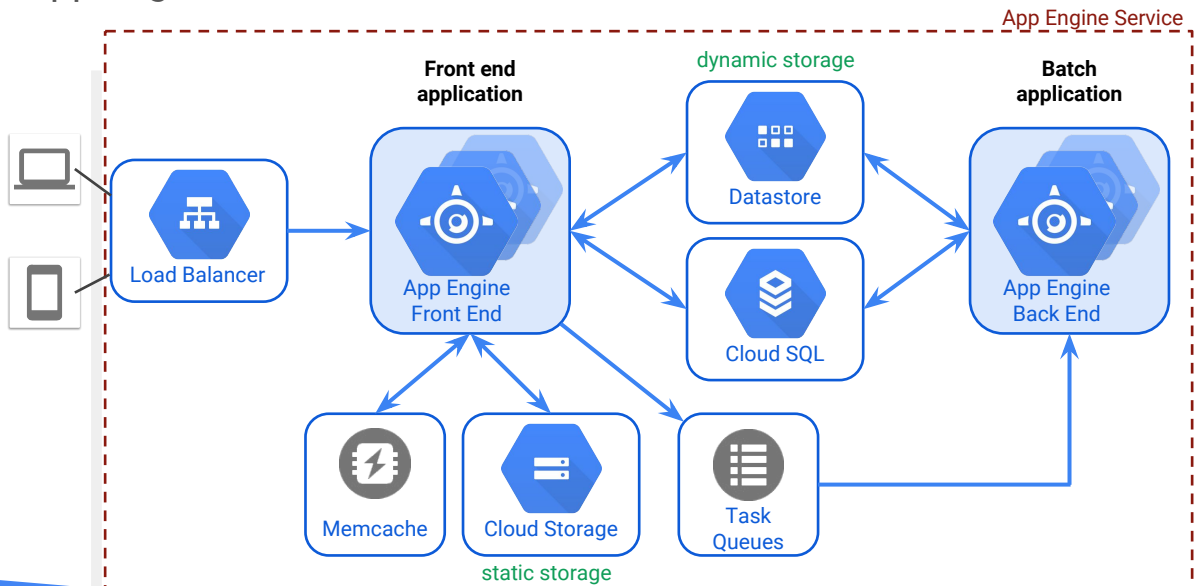 App Engine Service
Front end
application
dynamic storage
Batch
application
Datastore
Load Balancer
App Engine
Front End
App Engine
Back End
Cloud SQL
Memcache
Cloud Storage
Task
Queues
static storage